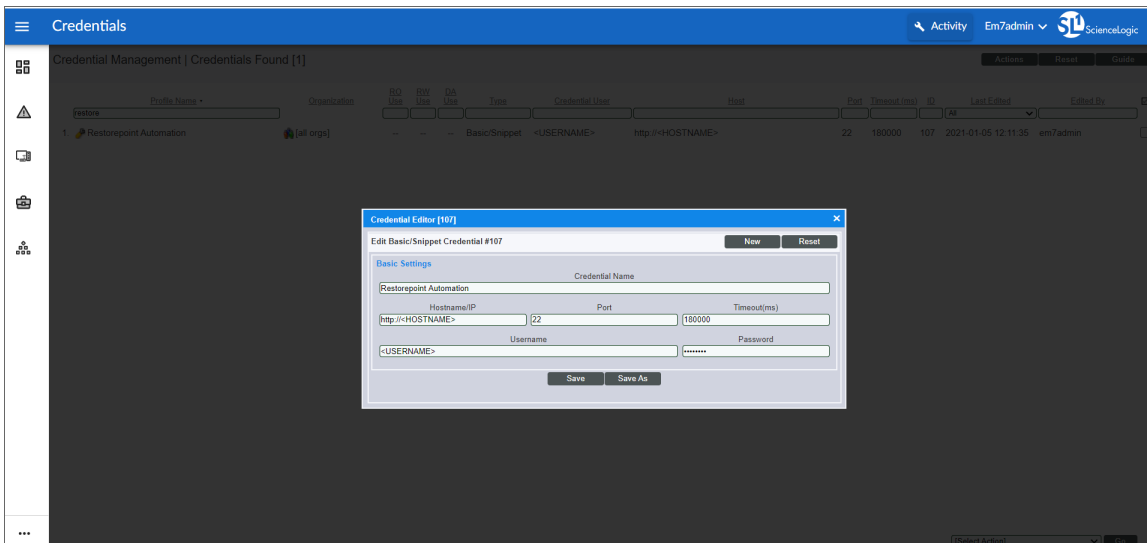 Credentials
Activity
Em7admin
SL1 ScienceLogic
Credential Management | Credentials Found [1]
Actions Reset Guide
Profile Name Organization RO Use RW Use DA Use Type Credential User Host Port Timeout (ms) ID Last Edited Edited By
restore All
1. Restorepoint Automation [all orgs] -- -- -- Basic/Snippet <USERNAME> http://<HOSTNAME> 22 180000 107 2021-01-05 12:11:35 em7admin
Credential Editor [107] ×
Edit Basic/Snippet Credential #107 New Reset
Basic Settings
Credential Name
Restorepoint Automation
Hostname/IP Port Timeout(ms)
http://<HOSTNAME> 22 180000
Username Password
<USERNAME> ••••••••
Save Save As
[Select Action] Go